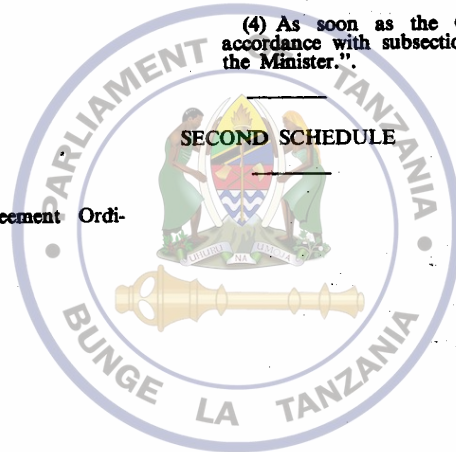 (4) As soon as the
accordance with subsectio
the Minister.".
SECOND SCHEDULE
eement Ordi-
PARLIAMENT OF TANZANIA
UHURU NA UMOJA
BUNGE LA TANZANIA